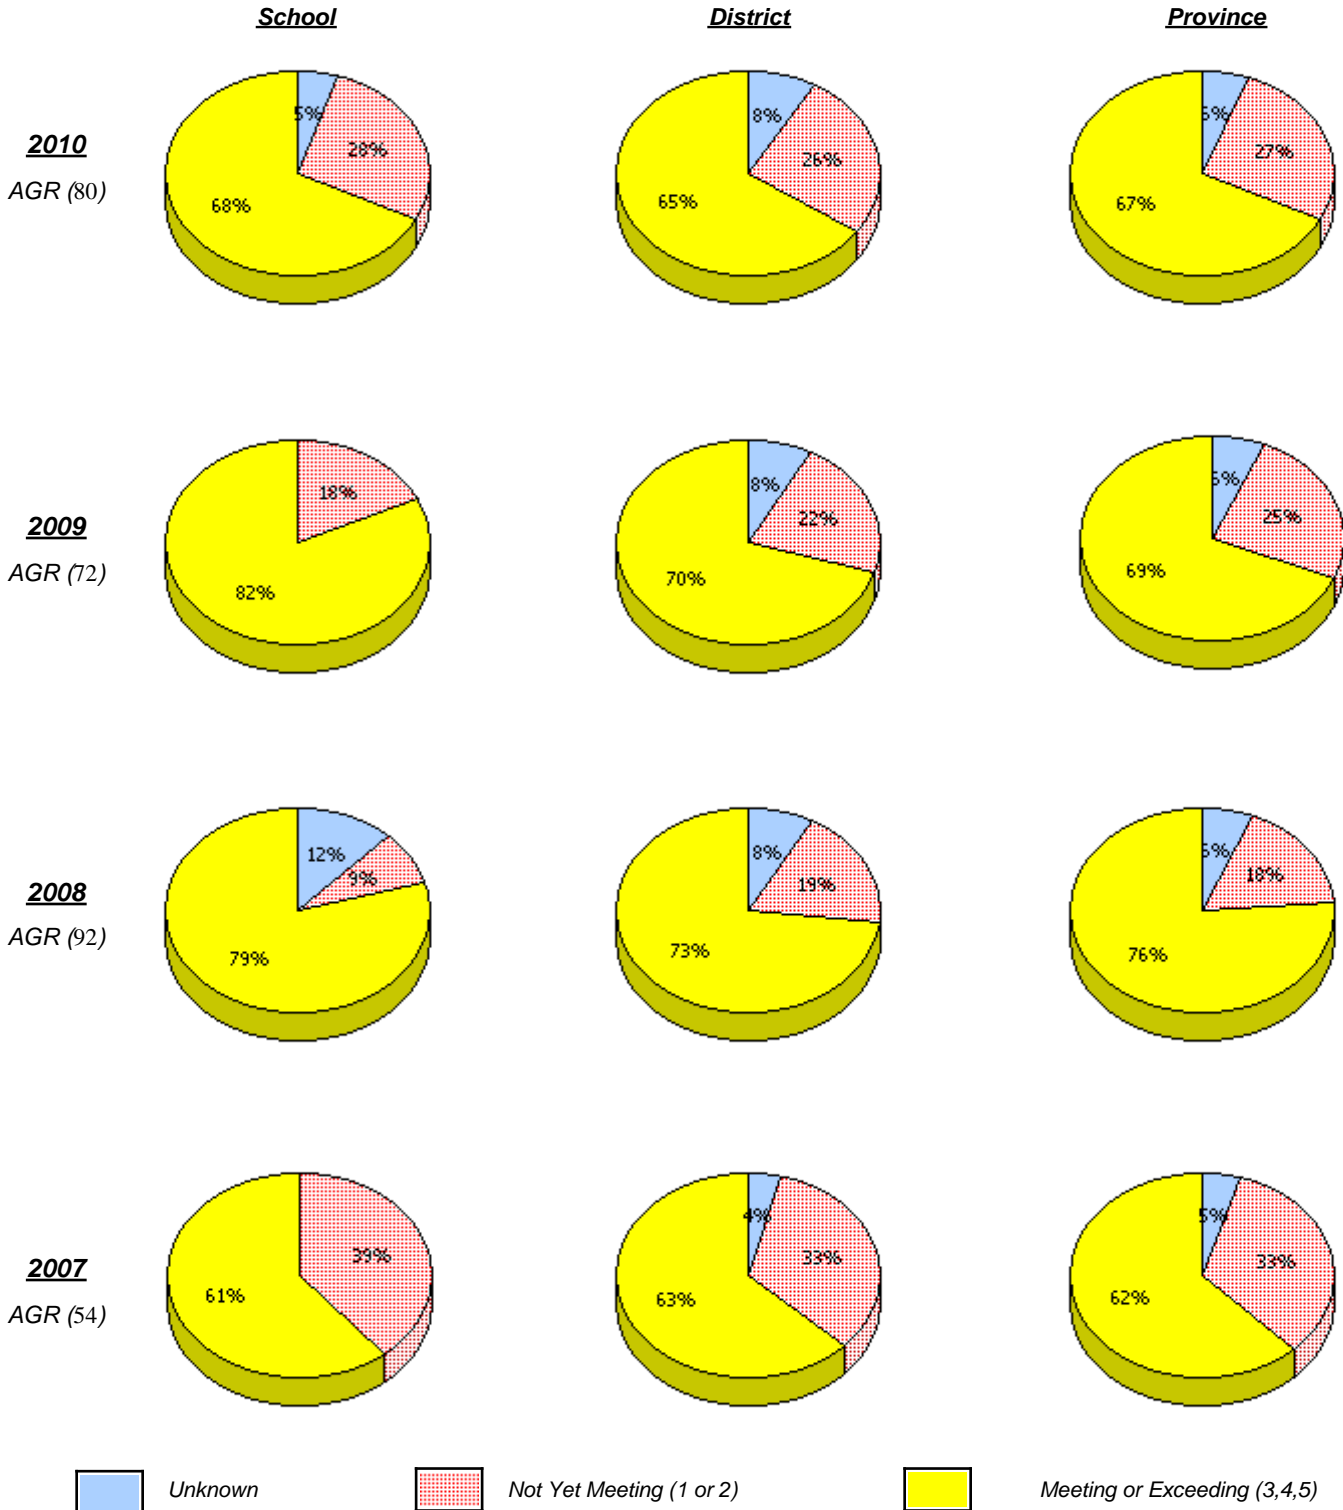 School District Province
2010
AGR (80)
5% 28% 68%
8% 26% 65%
6% 27% 67%
2009
AGR (72)
18% 82%
8% 22% 70%
6% 25% 69%
2008
AGR (92)
12% 9% 79%
8% 19% 73%
6% 18% 76%
2007
AGR (54)
39% 61%
4% 33% 63%
5% 33% 62%
Unknown Not Yet Meeting (1 or 2) Meeting or Exceeding (3,4,5)